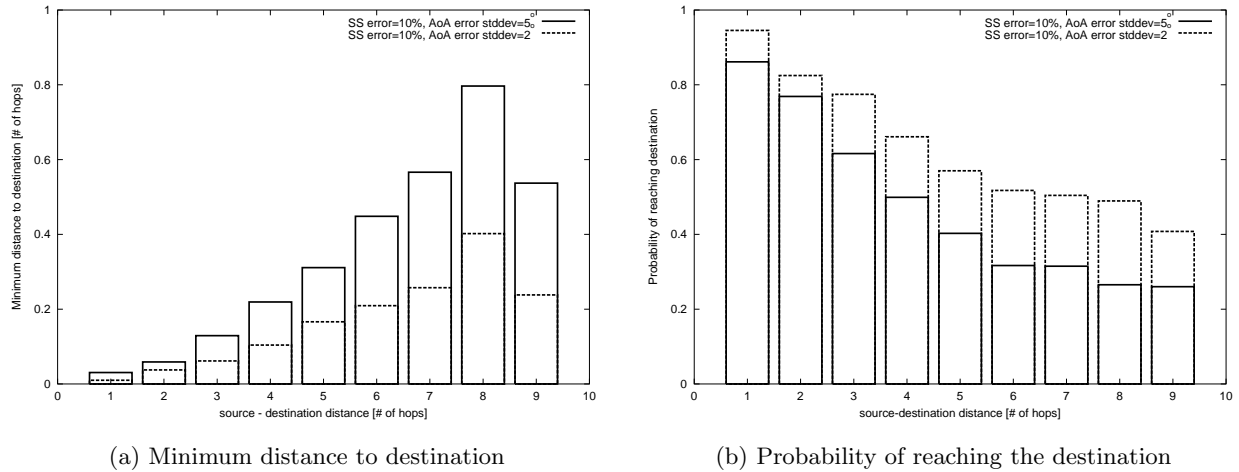 SS error=10%, AoA error stddev=5°
SS error=10%, AoA error stddev=2°
1
0.8
0.6
0.4
0.2
0
Minimum distance to destination [# of hops]
0 1 2 3 4 5 6 7 8 9 10
source - destination distance [# of hops]
(a) Minimum distance to destination
SS error=10%, AoA error stddev=5°
SS error=10%, AoA error stddev=2°
1
0.8
0.6
0.4
0.2
0
Probability of reaching destination
0 1 2 3 4 5 6 7 8 9 10
source-destination distance [# of hops]
(b) Probability of reaching the destination